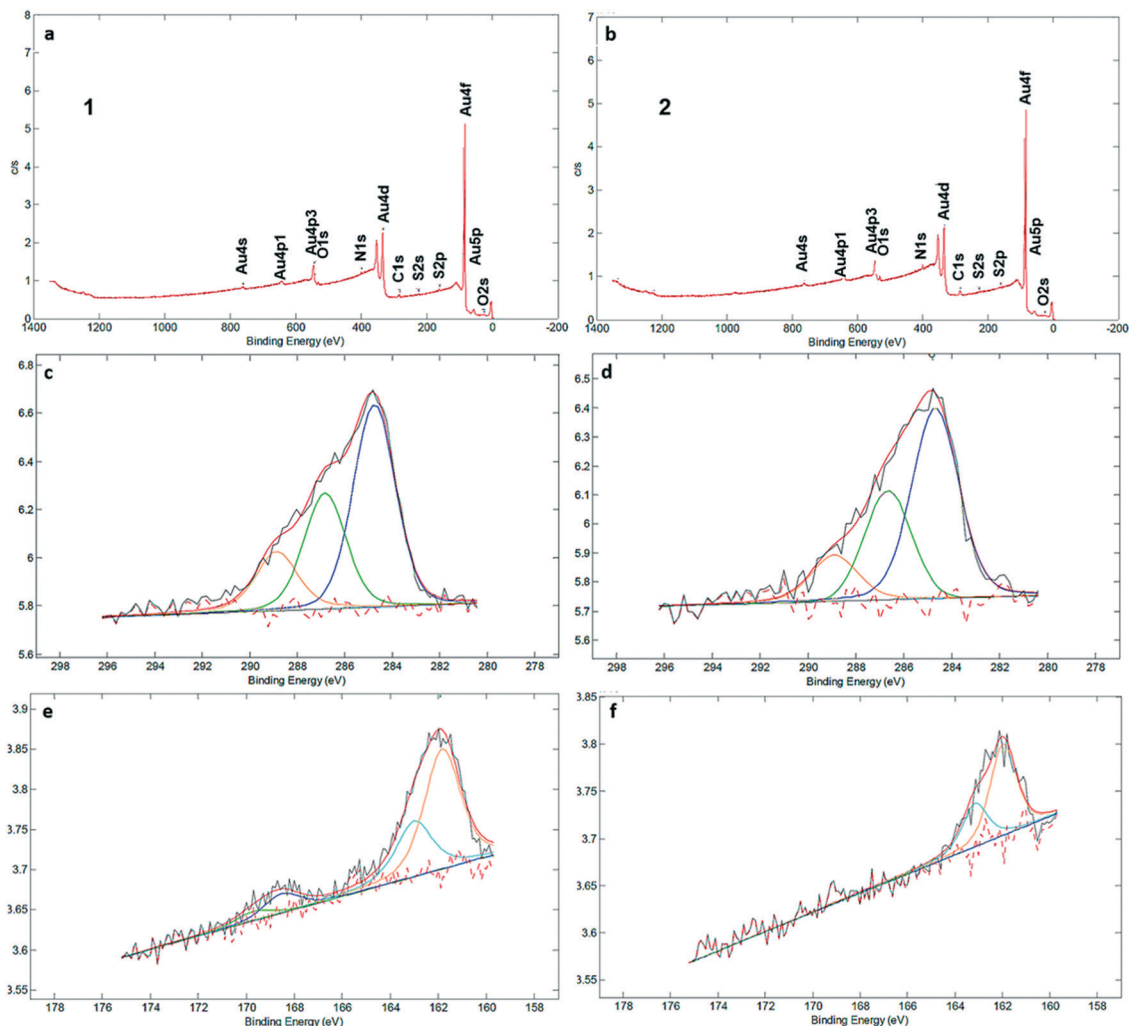 a
8
7
6
5
4
3
2
1
0
c/s
1
Au4s
Au4p1
Au4p3
O1s
N1s
Au4d
C1s
S2s
S2p
Au4f
Au5p
O2s
1400 1200 1000 800 600 400 200 0 -200
Binding Energy (eV)
b
7
6
5
4
3
2
1
0
2
Au4s
Au4p1
Au4p3
O1s
N1s
Au4d
C1s
S2s
S2p
Au4f
Au5p
O2s
1400 1200 1000 800 600 400 200 0 -200
Binding Energy (eV)
c
6.8
6.6
6.4
6.2
6
5.8
5.6
298 296 294 292 290 288 286 284 282 280 278
Binding Energy (eV)
d
6.5
6.4
6.3
6.2
6.1
6
5.9
5.8
5.7
5.6
298 296 294 292 290 288 286 284 282 280 278
Binding Energy (eV)
e
3.9
3.85
3.8
3.75
3.7
3.65
3.6
3.55
178 176 174 172 170 168 166 164 162 160 158
Binding Energy (eV)
f
3.85
3.8
3.75
3.7
3.65
3.6
3.55
178 176 173 170 168 166 163 160 158
Binding Energy (eV)